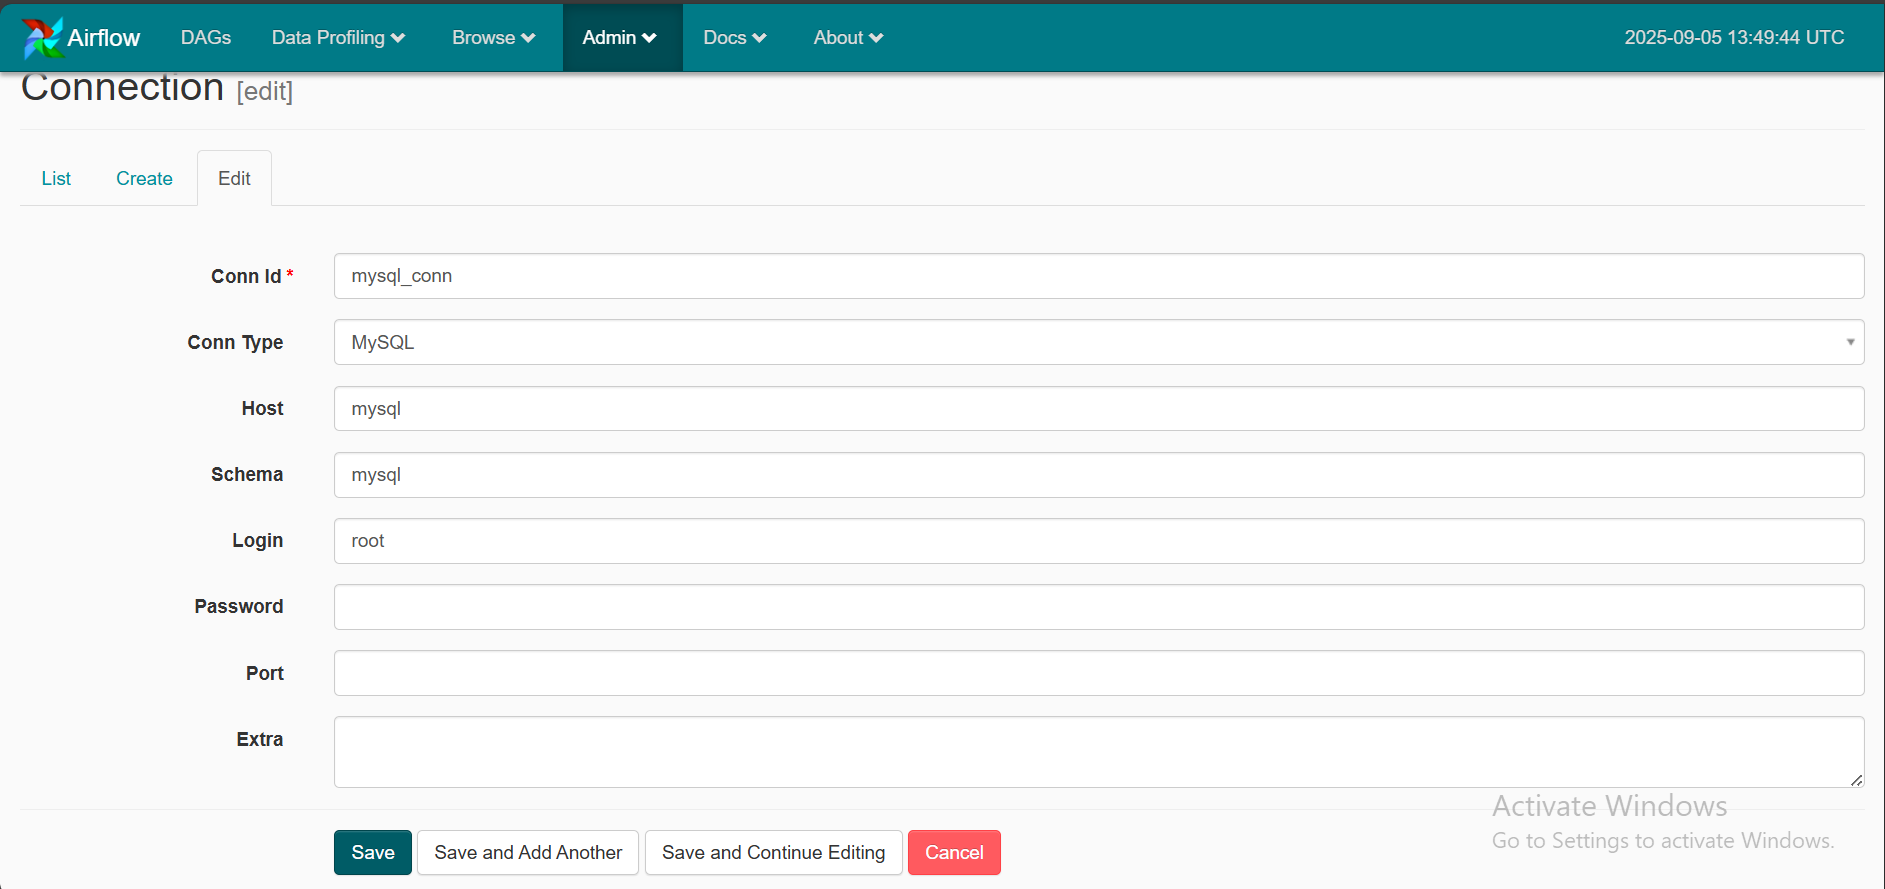 Airflow DAGs Data Profiling Browse Admin Docs About 2025-09-05 13:49:44 UTC
Connection [edit]
List Create Edit
Conn Id * mysql_conn
Conn Type MySQL
Host mysql
Schema mysql
Login root
Password
Port
Extra
Activate Windows
Go to Settings to activate Windows.
Save Save and Add Another Save and Continue Editing Cancel